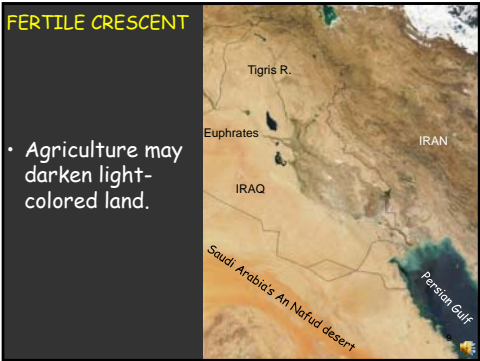 FERTILE CRESCENT
• Agriculture may
darken light-
colored land.
Tigris R.
Euphrates
IRAN
IRAQ
Saudi Arabia's An Nafud desert
Persian Gulf